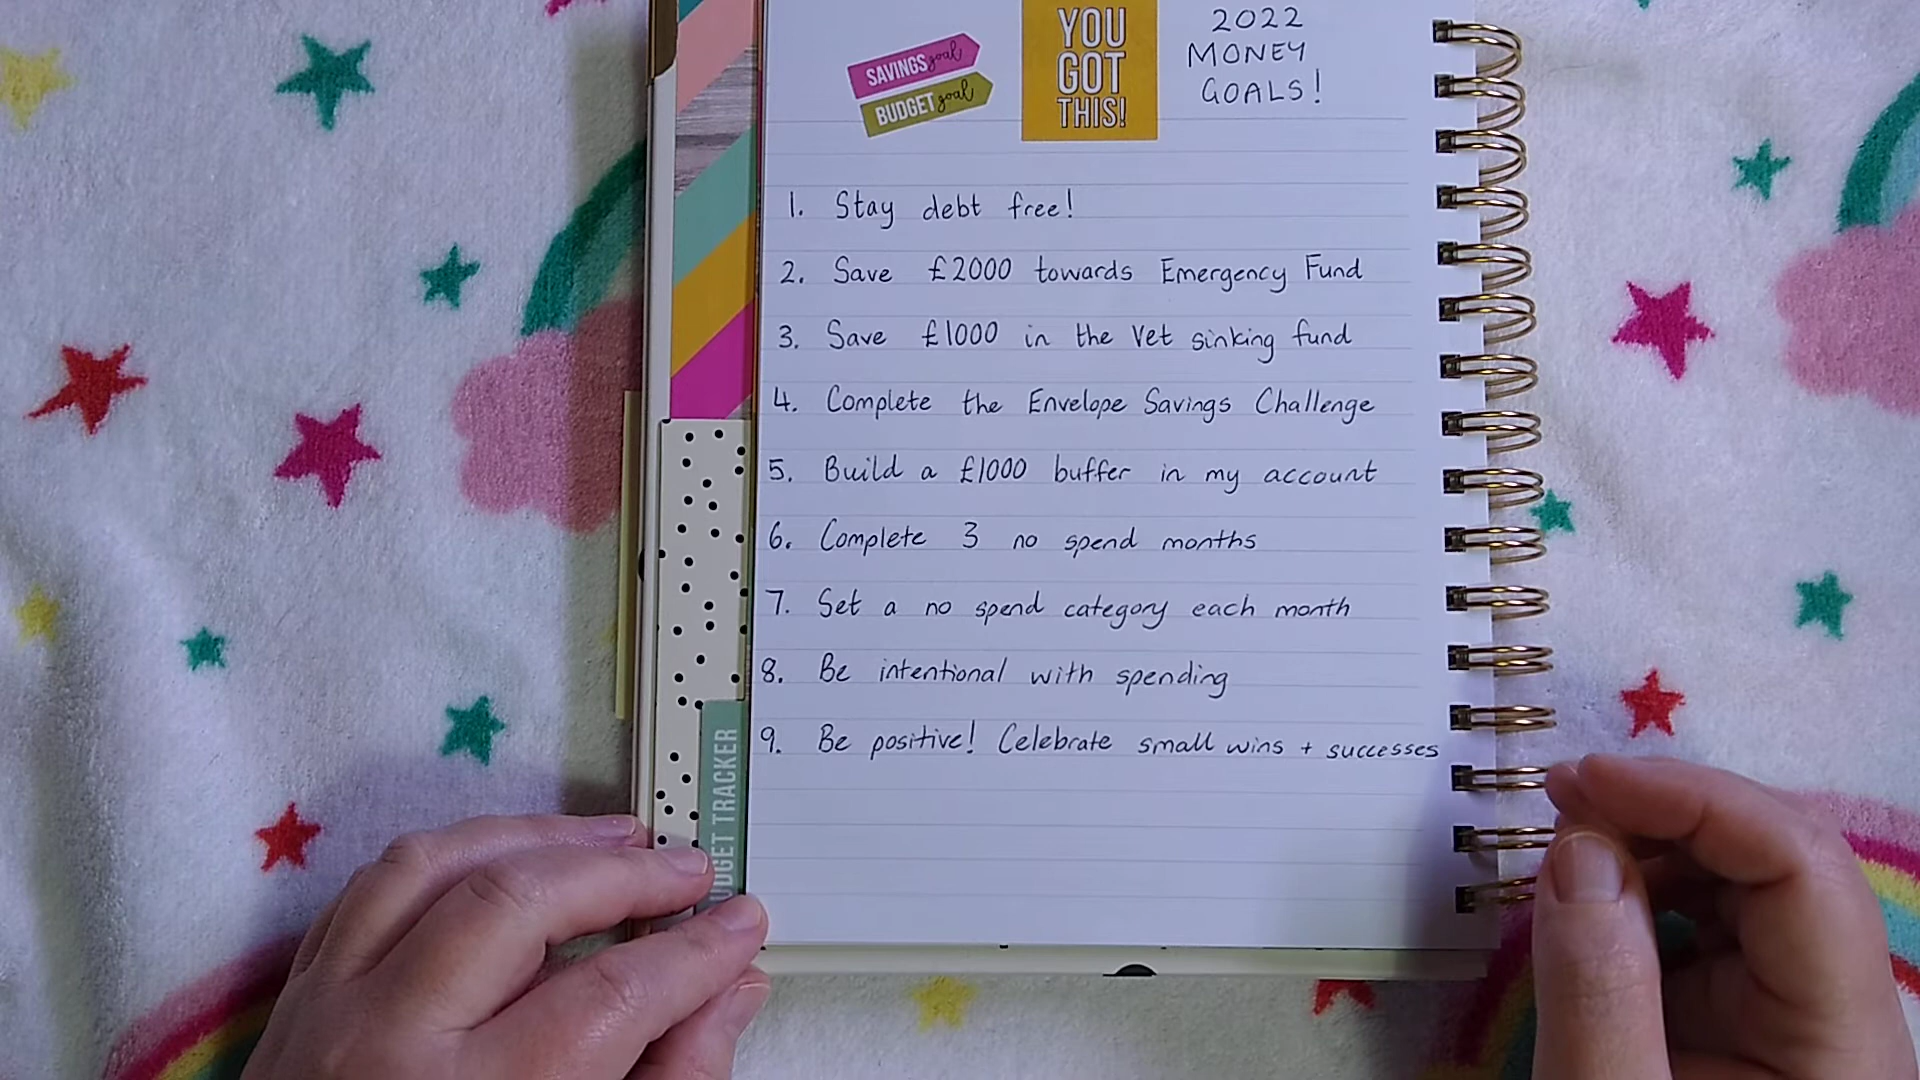 SAVINGS goal
BUDGET goal
YOU
GOT
THIS!
2022
MONEY
GOALS!
1. Stay debt free!
2. Save £2000 towards Emergency Fund
3. Save £1000 in the Vet sinking fund
4. Complete the Envelope Savings Challenge
5. Build a £1000 buffer in my account
6. Complete 3 no spend months
7. Set a no spend category each month
8. Be intentional with spending
9. Be positive! Celebrate small wins + successes
UDGET TRACKER